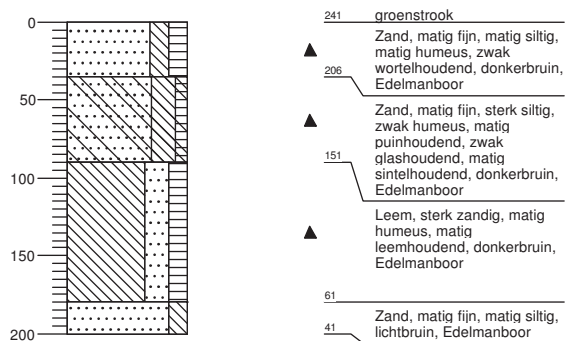 0
50
100
150
200
241 groenstrook
Zand, matig fijn, matig siltig,
matig humeus, zwak
wortelhoudend, donkerbruin,
Edelmanboor
206
Zand, matig fijn, sterk siltig,
zwak humeus, matig
puinhoudend, zwak
glashoudend, matig
sintelhoudend, donkerbruin,
Edelmanboor
151
Leem, sterk zandig, matig
humeus, matig
leemhoudend, donkerbruin,
Edelmanboor
61
Zand, matig fijn, matig siltig,
lichtbruin, Edelmanboor
41